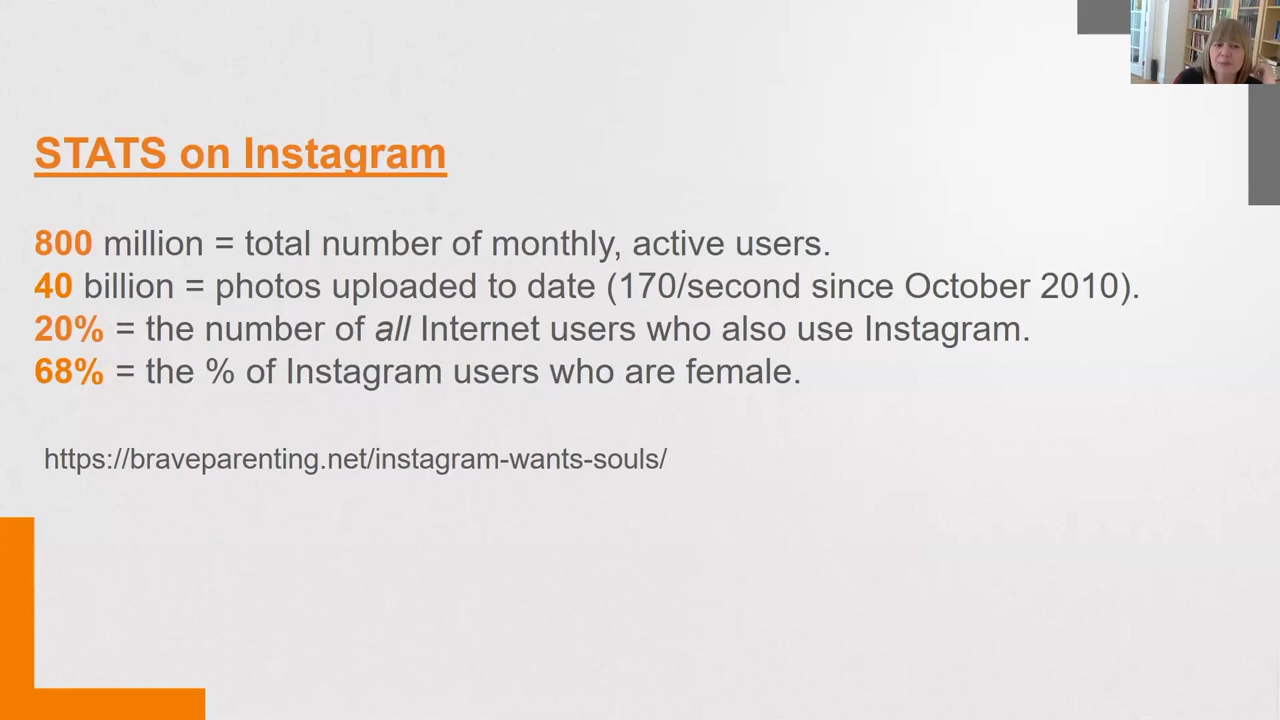 STATS on Instagram
800 million = total number of monthly, active users.
40 billion = photos uploaded to date (170/second since October 2010).
20% = the number of all Internet users who also use Instagram.
68% = the % of Instagram users who are female.
https://braveparenting.net/instagram-wants-souls/